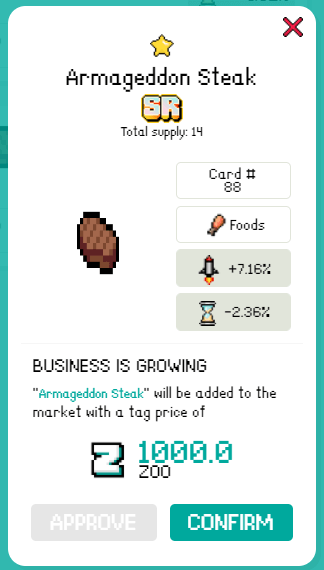 Armageddon Steak
SR
Total supply: 14
Card #
88
Foods
+7.16%
-2.36%
BUSINESS IS GROWING
"Armageddon Steak" will be added to the
market with a tag price of
1000.0
ZOO
APPROVE
CONFIRM